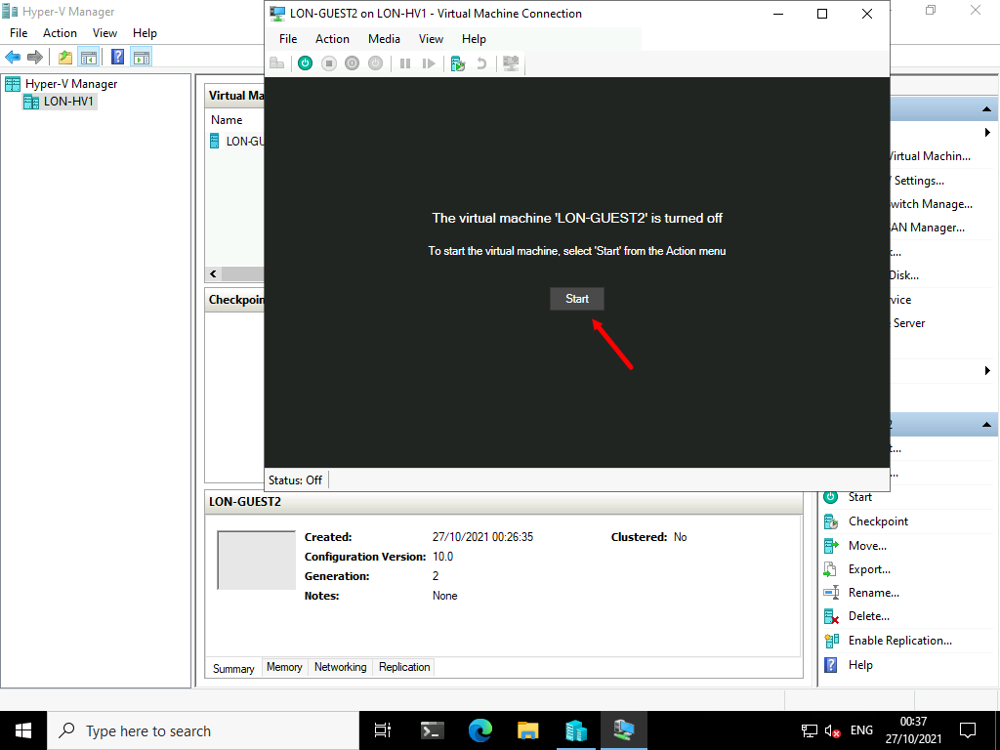 Hyper-V Manager
File Action View Help
Hyper-V Manager
LON-HV1
Virtual Ma
Name
LON-GU
Checkpoin
LON-GUEST2 on LON-HV1 - Virtual Machine Connection
File Action Media View Help
The virtual machine 'LON-GUEST2' is turned off
To start the virtual machine, select 'Start' from the Action menu
Start
Status: Off
Virtual Machin...
Settings...
witch Manage...
AN Manager...
Disk...
vice
Server
2
Start
Checkpoint
Move...
Export...
Rename...
Delete...
Enable Replication...
Help
LON-GUEST2
Created: 27/10/2021 00:26:35 Clustered: No
Configuration Version: 10.0
Generation: 2
Notes: None
Summary Memory Networking Replication
Type here to search
ENG
00:37
27/10/2021